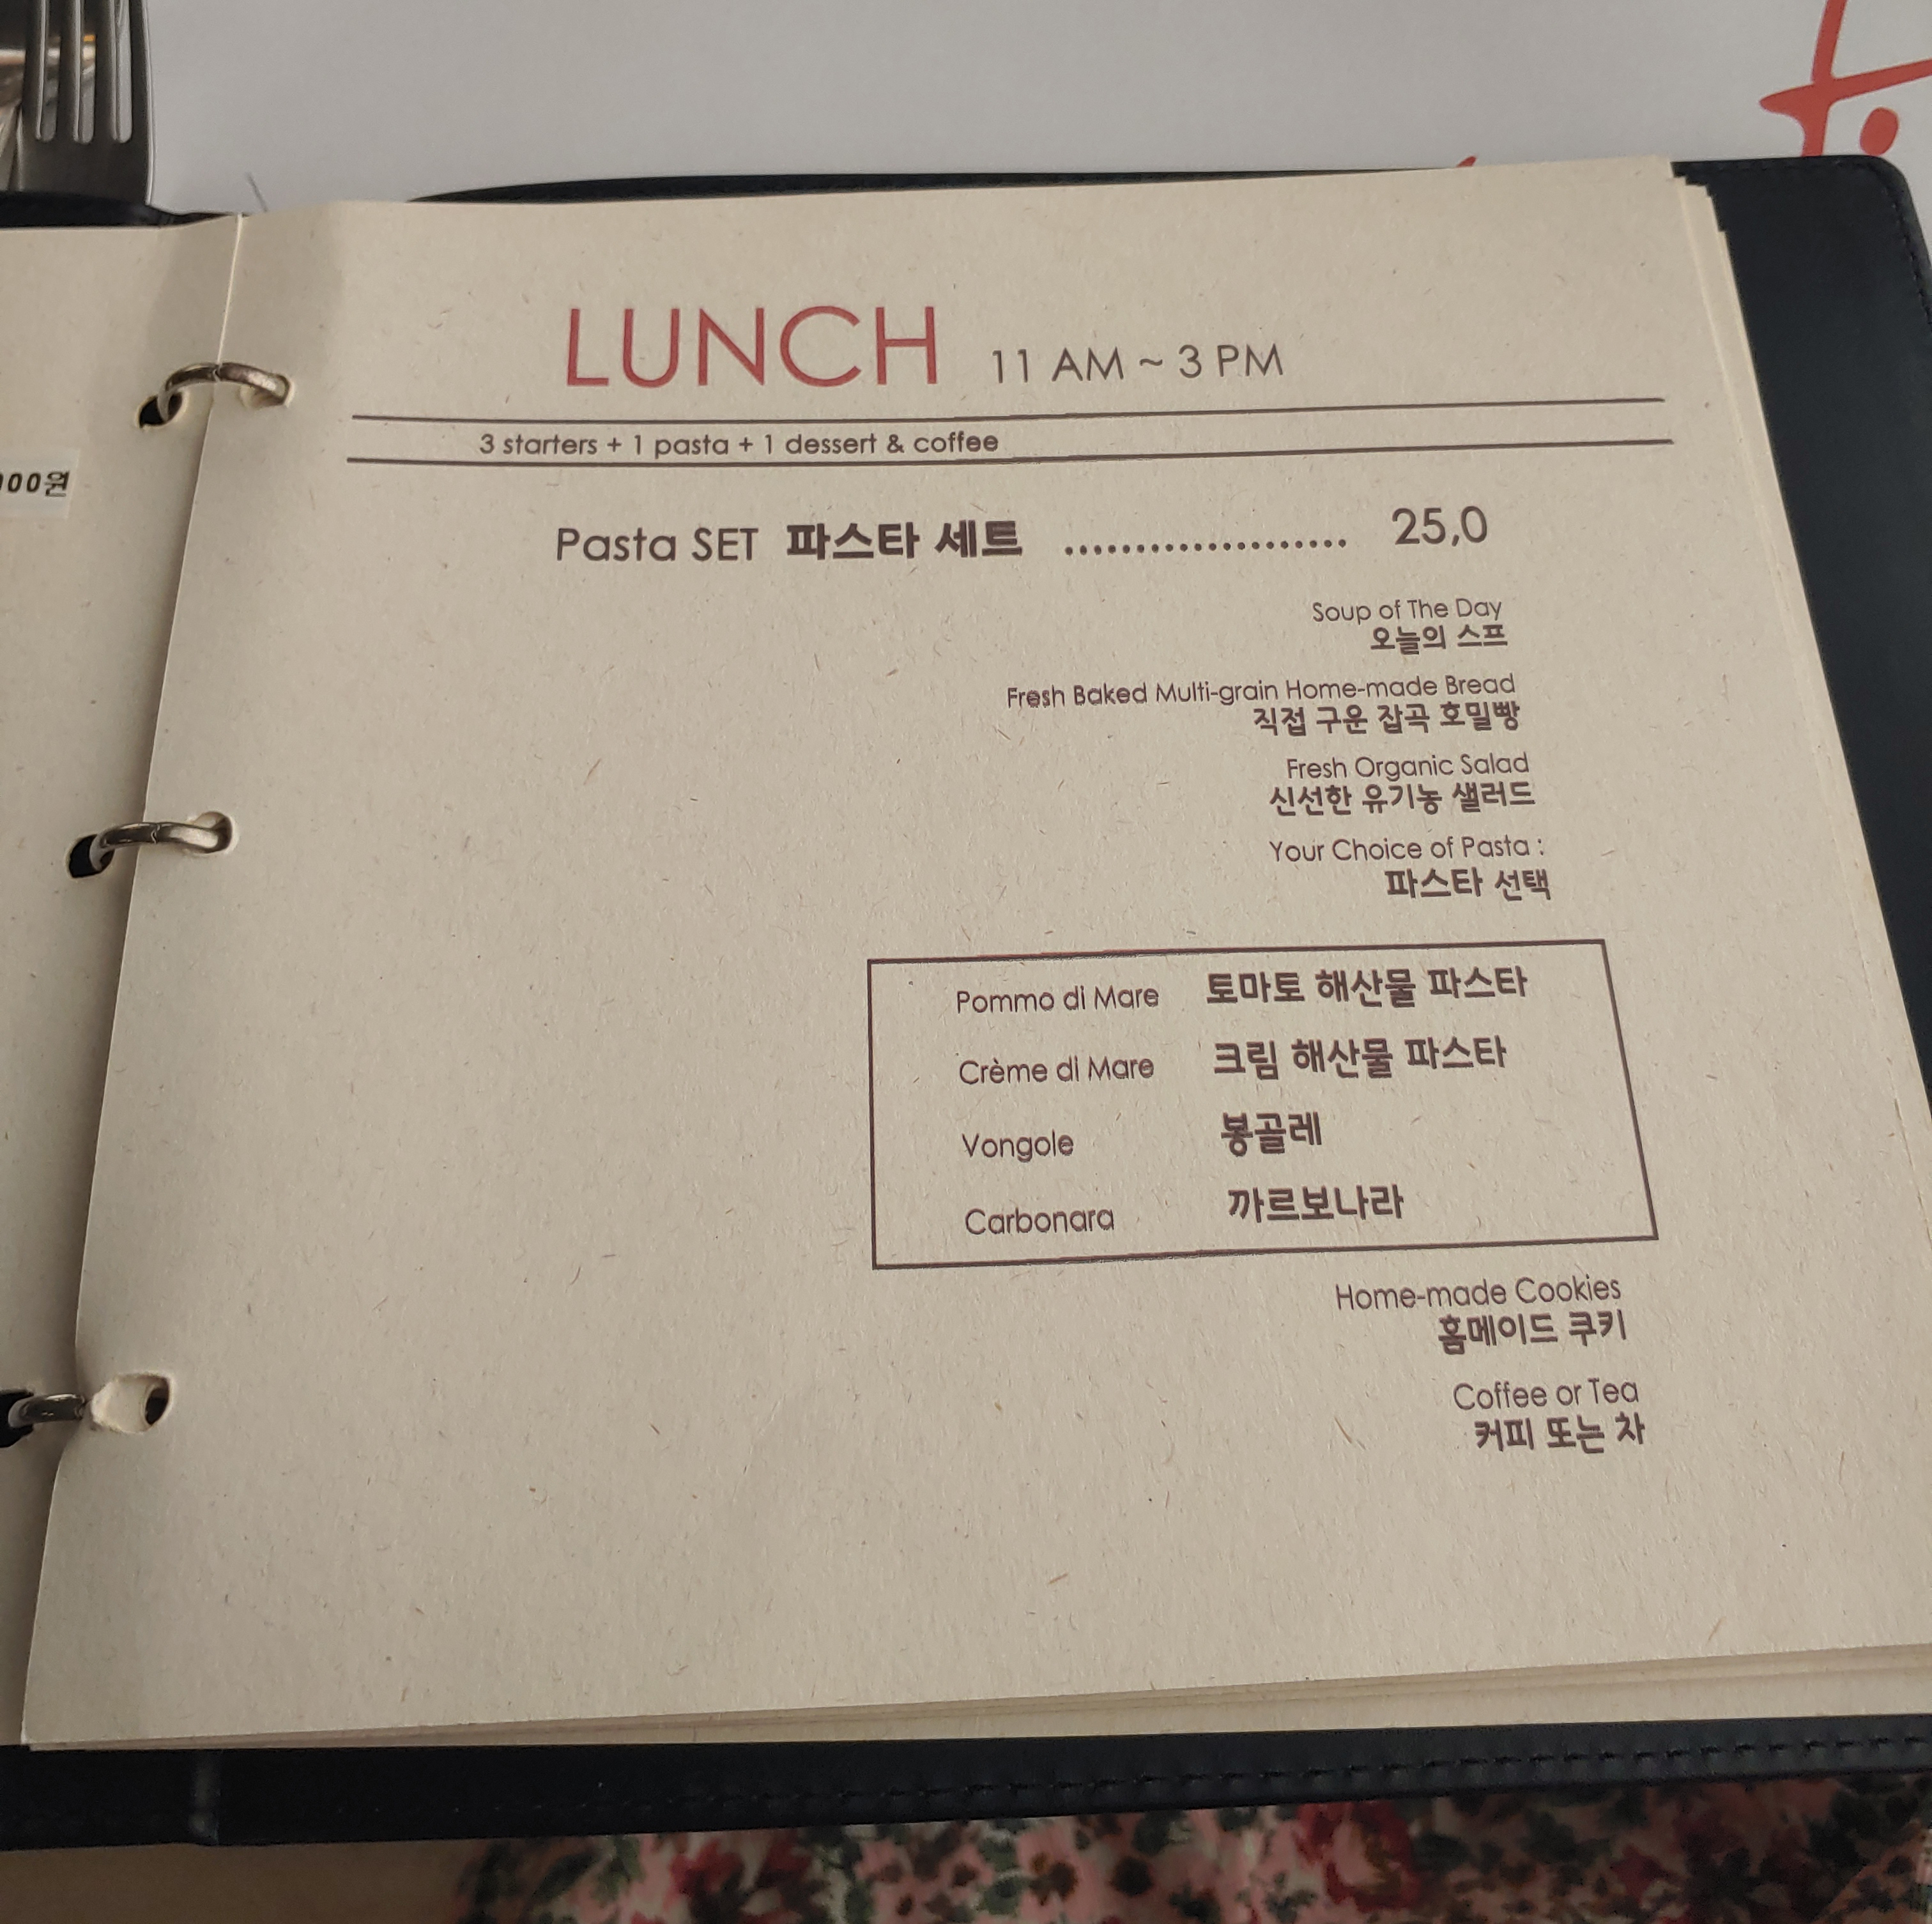 00원
LUNCH 11 AM ~ 3 PM
3 starters + 1 pasta + 1 dessert & coffee
Pasta SET 파스타 세트 .................... 25,0
Soup of The Day
오늘의 스프
Fresh Baked Multi-grain Home-made Bread
직접 구운 잡곡 호밀빵
Fresh Organic Salad
신선한 유기농 샐러드
Your Choice of Pasta :
파스타 선택
Pommo di Mare 토마토 해산물 파스타
Crème di Mare 크림 해산물 파스타
Vongole 봉골레
Carbonara 까르보나라
Home-made Cookies
홈메이드 쿠키
Coffee or Tea
커피 또는 차